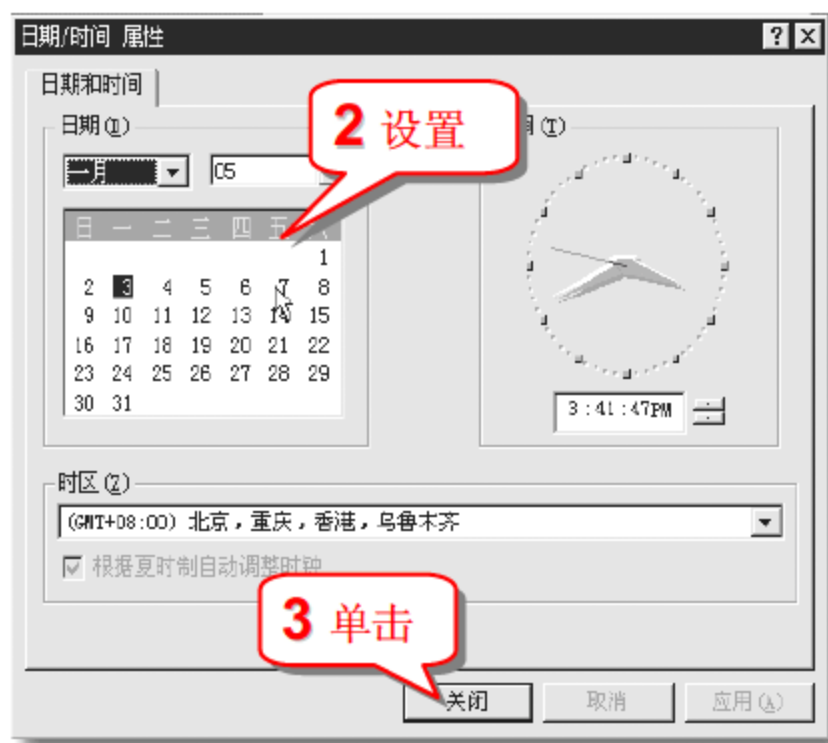 日期/时间 属性
日期和时间
日期(D)
2 设置
(T)
一月
05
日 一 二 三 四 五
1
2 3 4 5 6 7 8
9 10 11 12 13 14 15
16 17 18 19 20 21 22
23 24 25 26 27 28 29
30 31
3:41:47PM
时区(Z)
(GMT+08:00) 北京，重庆，香港，乌鲁木齐
根据夏时制自动调整时钟
3 单击
关闭 取消 应用(A)